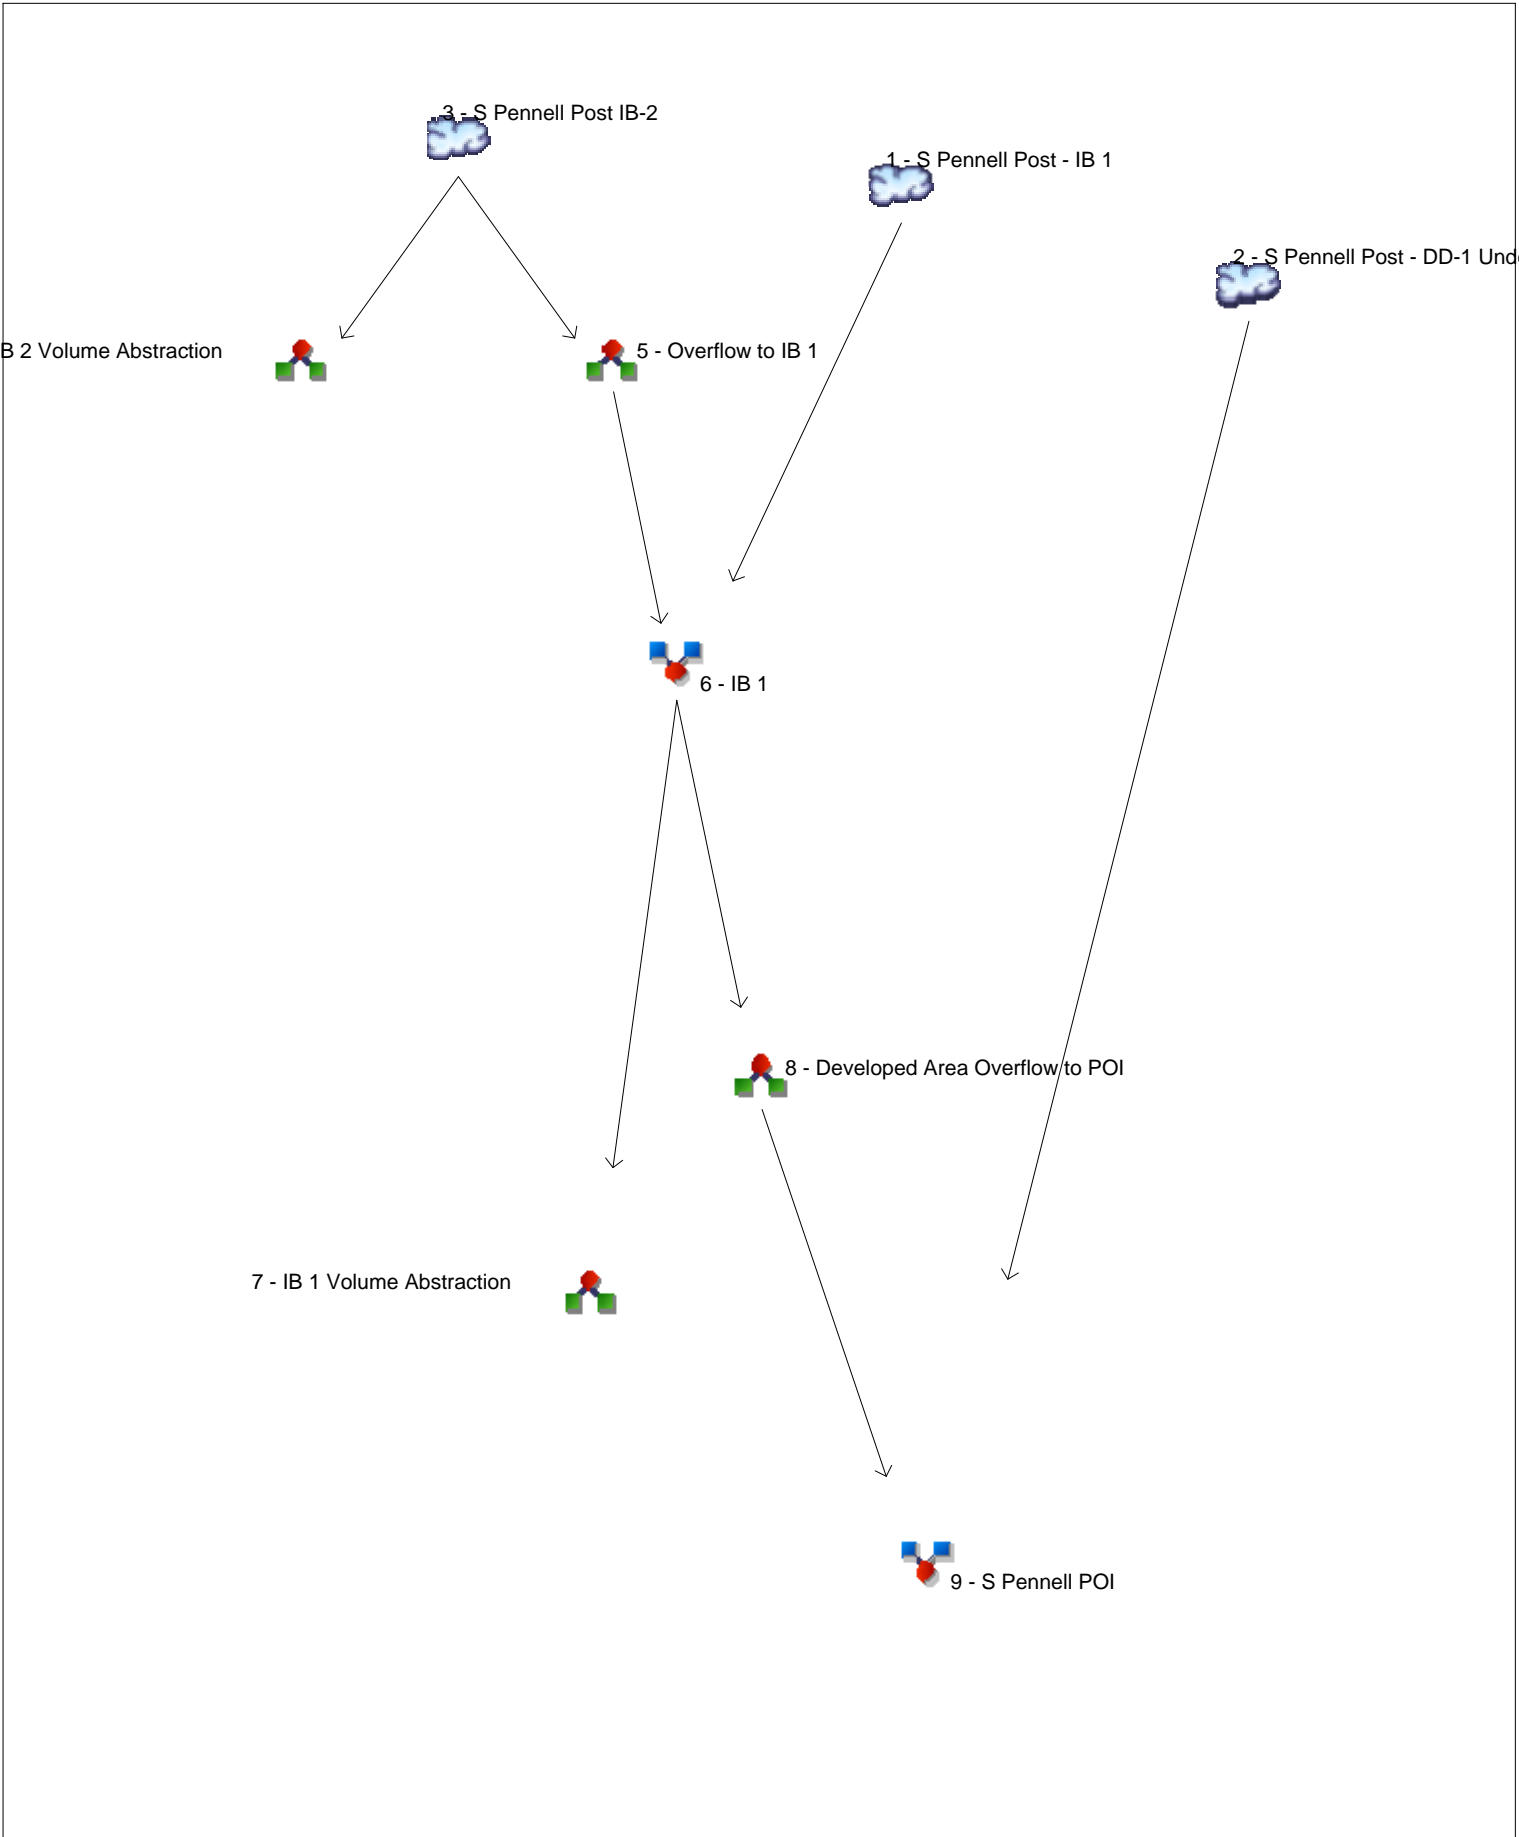 3 - S Pennell Post IB-2
1 - S Pennell Post - IB 1
2 - S Pennell Post - DD-1
B 2 Volume Abstraction
5 - Overflow to IB 1
6 - IB 1
8 - Developed Area Overflow to POI
7 - IB 1 Volume Abstraction
9 - S Pennell POI